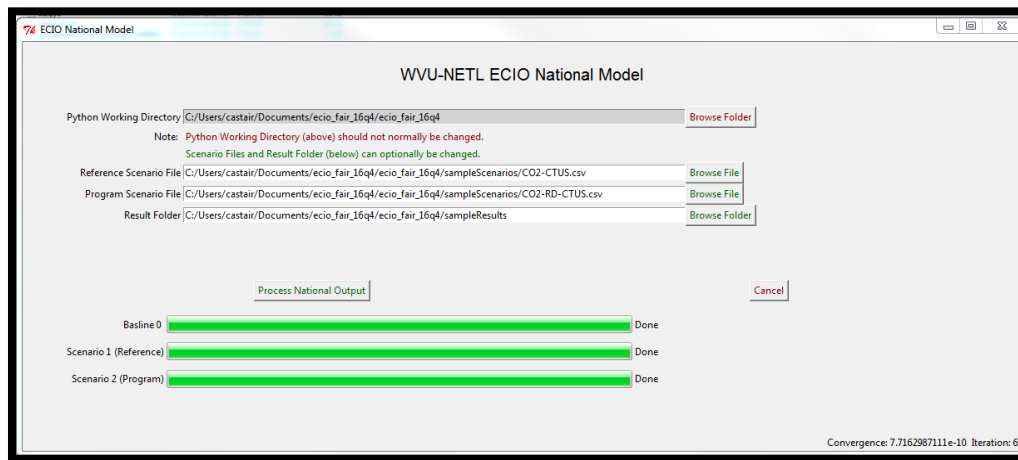 ECIO National Model
WVU-NETL ECIO National Model
Python Working Directory C:/Users/castair/Documents/ecio_fair_16q4/ecio_fair_16q4 Browse Folder
Note: Python Working Directory (above) should not normally be changed.
Scenario Files and Result Folder (below) can optionally be changed.
Reference Scenario File C:/Users/castair/Documents/ecio_fair_16q4/ecio_fair_16q4/sampleScenarios/CO2-CTUS.csv Browse File
Program Scenario File C:/Users/castair/Documents/ecio_fair_16q4/ecio_fair_16q4/sampleScenarios/CO2-RD-CTUS.csv Browse File
Result Folder C:/Users/castair/Documents/ecio_fair_16q4/ecio_fair_16q4/sampleResults Browse Folder
Process National Output Cancel
Basline 0 Done
Scenario 1 (Reference) Done
Scenario 2 (Program) Done
Convergence: 7.7162987111e-10 Iteration: 6